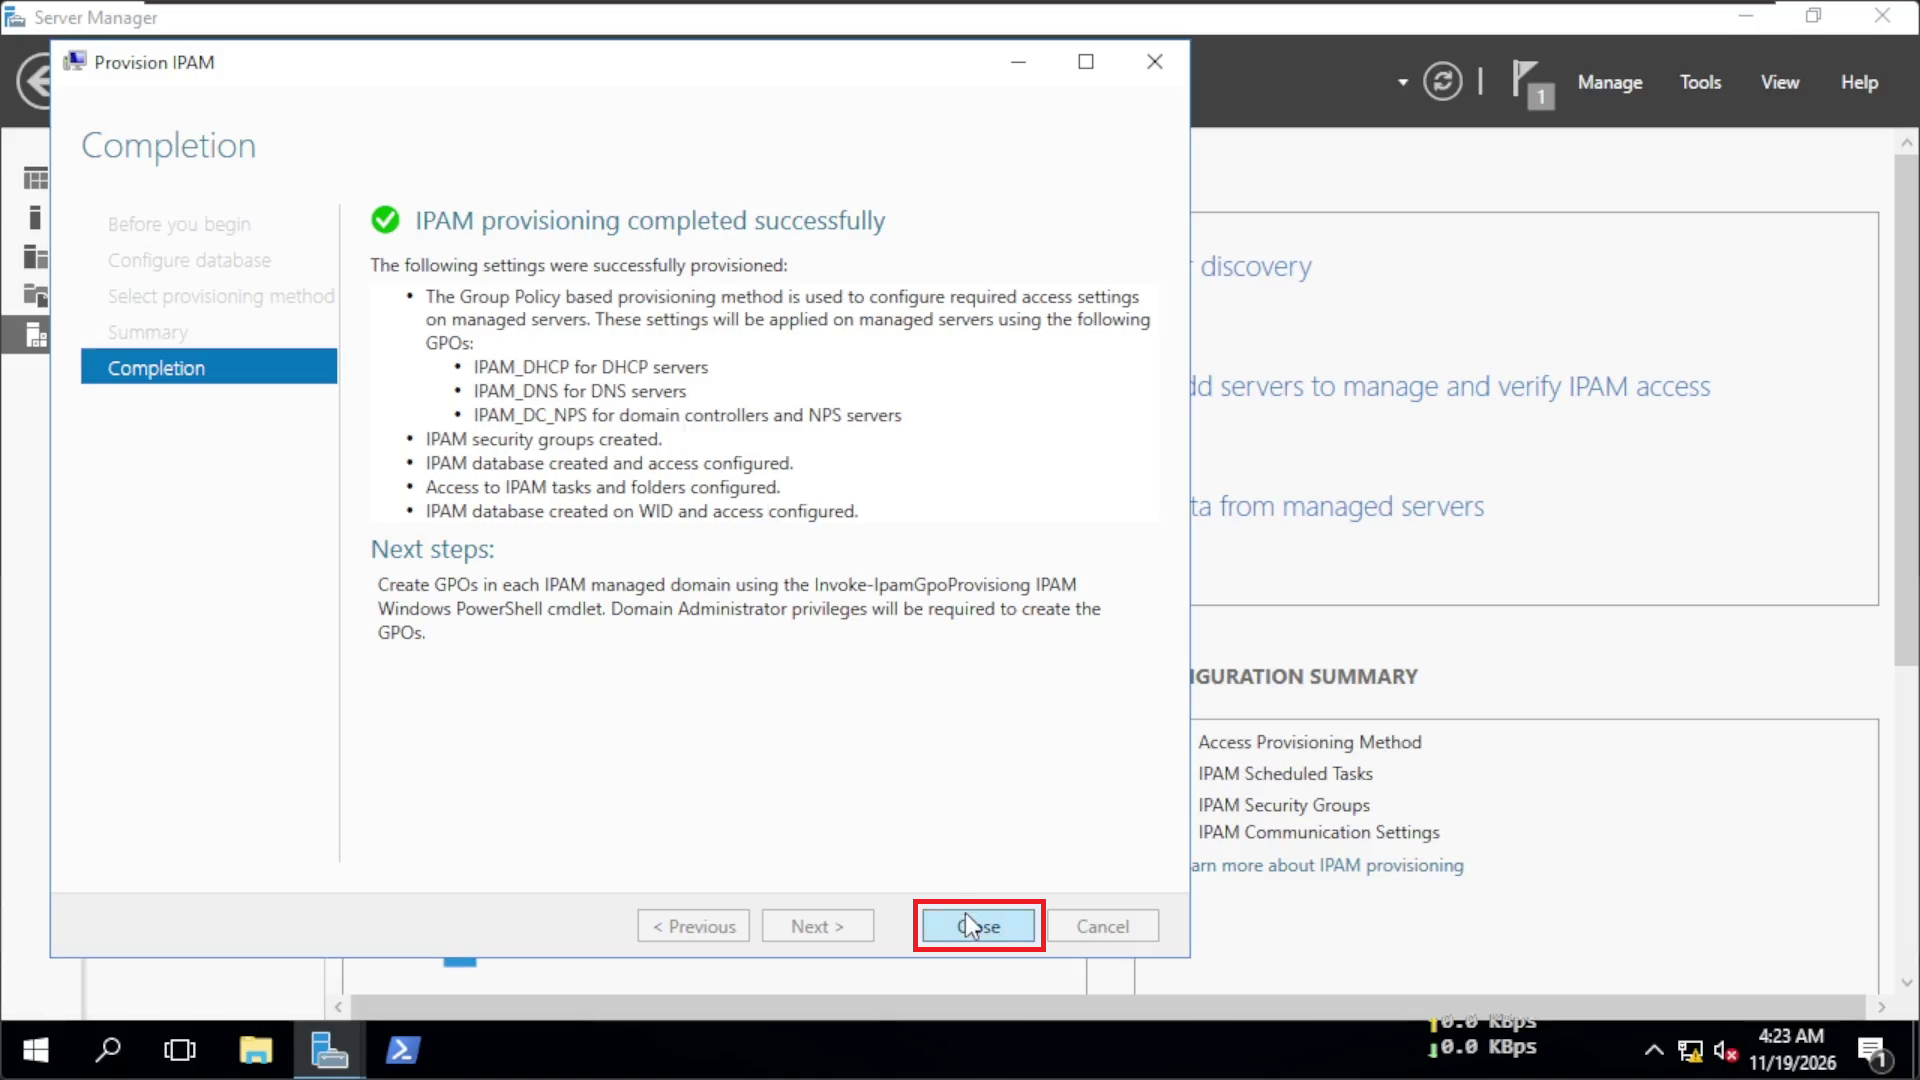 Server Manager
Provision IPAM
1
Manage
Tools
View
Help
Completion
Before you begin
Configure database
Select provisioning method
Summary
Completion
IPAM provisioning completed successfully
The following settings were successfully provisioned:
• The Group Policy based provisioning method is used to configure required access settings
on managed servers. These settings will be applied on managed servers using the following
GPOs:
• IPAM_DHCP for DHCP servers
• IPAM_DNS for DNS servers
• IPAM_DC_NPS for domain controllers and NPS servers
• IPAM security groups created.
• IPAM database created and access configured.
• Access to IPAM tasks and folders configured.
• IPAM database created on WID and access configured.
Next steps:
Create GPOs in each IPAM managed domain using the Invoke-IpamGpoProvisiong IPAM
Windows PowerShell cmdlet. Domain Administrator privileges will be required to create the
GPOs.
< Previous
Next >
Close
Cancel
discovery
dd servers to manage and verify IPAM access
ta from managed servers
IGURATION SUMMARY
Access Provisioning Method
IPAM Scheduled Tasks
IPAM Security Groups
IPAM Communication Settings
arn more about IPAM provisioning
0.0 KBps
0.0 KBps
4:23 AM
11/19/2026
1